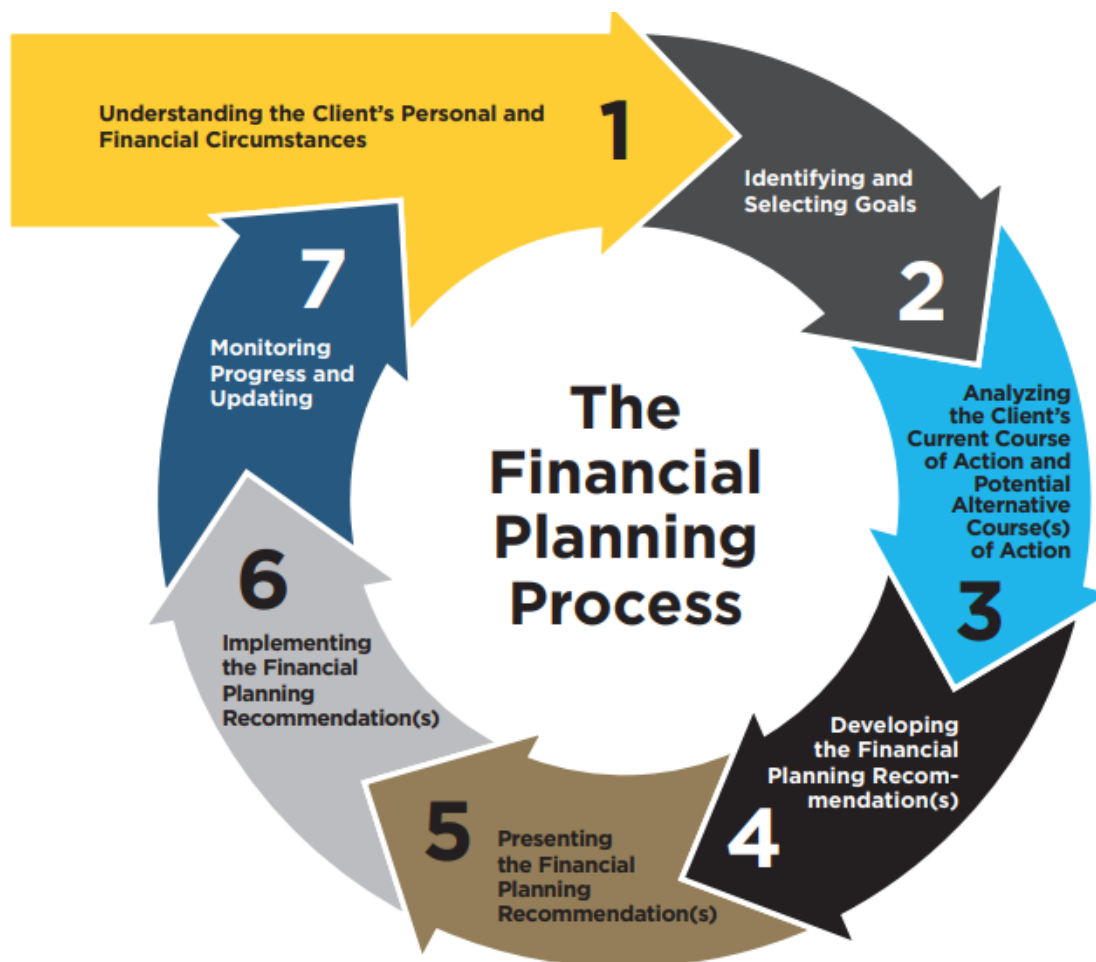 Understanding the Client’s Personal and
Financial Circumstances
1
Identifying and
Selecting Goals
2
Analyzing
the Client’s
Current Course
of Action and
Potential
Alternative
Course(s)
of Action
3
Developing
the Financial
Planning Recom-
mendation(s)
4
Presenting
the Financial
Planning
Recommendation(s)
5
Implementing
the Financial
Planning
Recommendation(s)
6
Monitoring
Progress and
Updating
7
The
Financial
Planning
Process